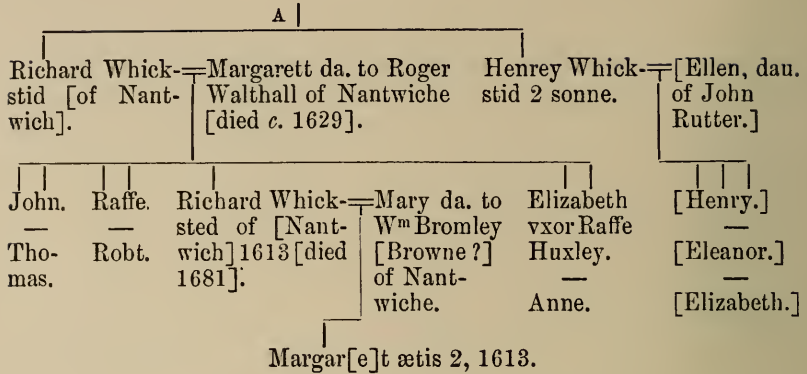 A
Richard Whick-
stid [of Nant-
wich].
Margarett da. to Roger
Walthall of Nantwiche
[died c. 1629].
Henrey Whick-
stid 2 sonne.
[Ellen, dau.
of John
Rutter.]
John.
—
Tho-
mas.
Raffe.
—
Robt.
Richard Whick-
sted of [Nant-
wich] 1613 [died
1681].
Mary da. to
Wm Bromley
[Browne ?]
of Nant-
wiche.
Elizabeth
vxor Raffe
Huxley.
—
Anne.
[Henry.]
—
[Eleanor.]
—
[Elizabeth.]
Margar[e]t ætis 2, 1613.